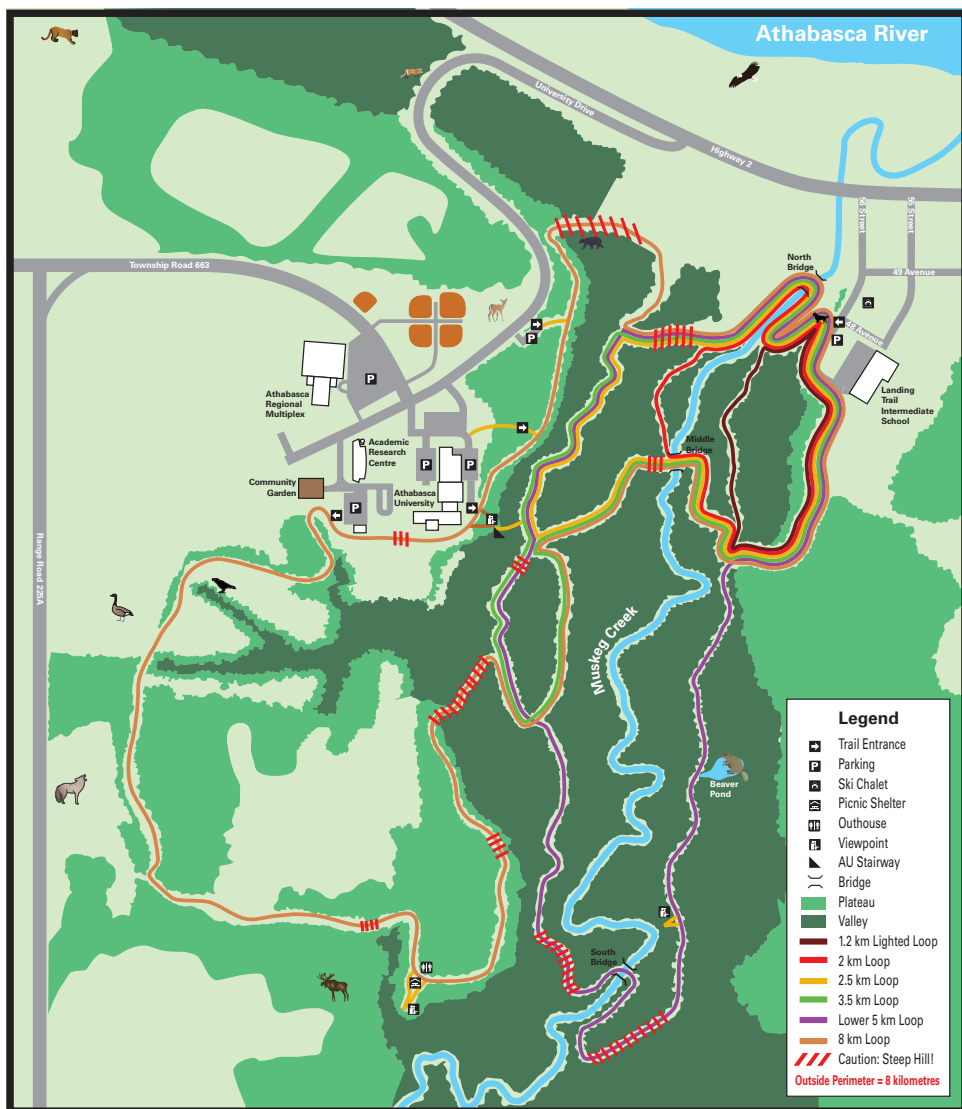 Athabasca River
University Drive
Highway 2
56 Street
55 Street
North
Bridge
49 Avenue
Township Road 663
48 Avenue
P
P
P
Athabasca
Regional
Multiplex
Landing
Trail
Intermediate
School
Academic
Research
Centre
Middle
Bridge
P
P
Community
Garden
Athabasca
University
P
Range Road 225A
Muskeg Creek
Beaver
Pond
South
Bridge
Legend
Trail Entrance
P Parking
Ski Chalet
Picnic Shelter
Outhouse
Viewpoint
AU Stairway
Bridge
Plateau
Valley
1.2 km Lighted Loop
2 km Loop
2.5 km Loop
3.5 km Loop
Lower 5 km Loop
8 km Loop
Caution: Steep Hill!
Outside Perimeter = 8 kilometres